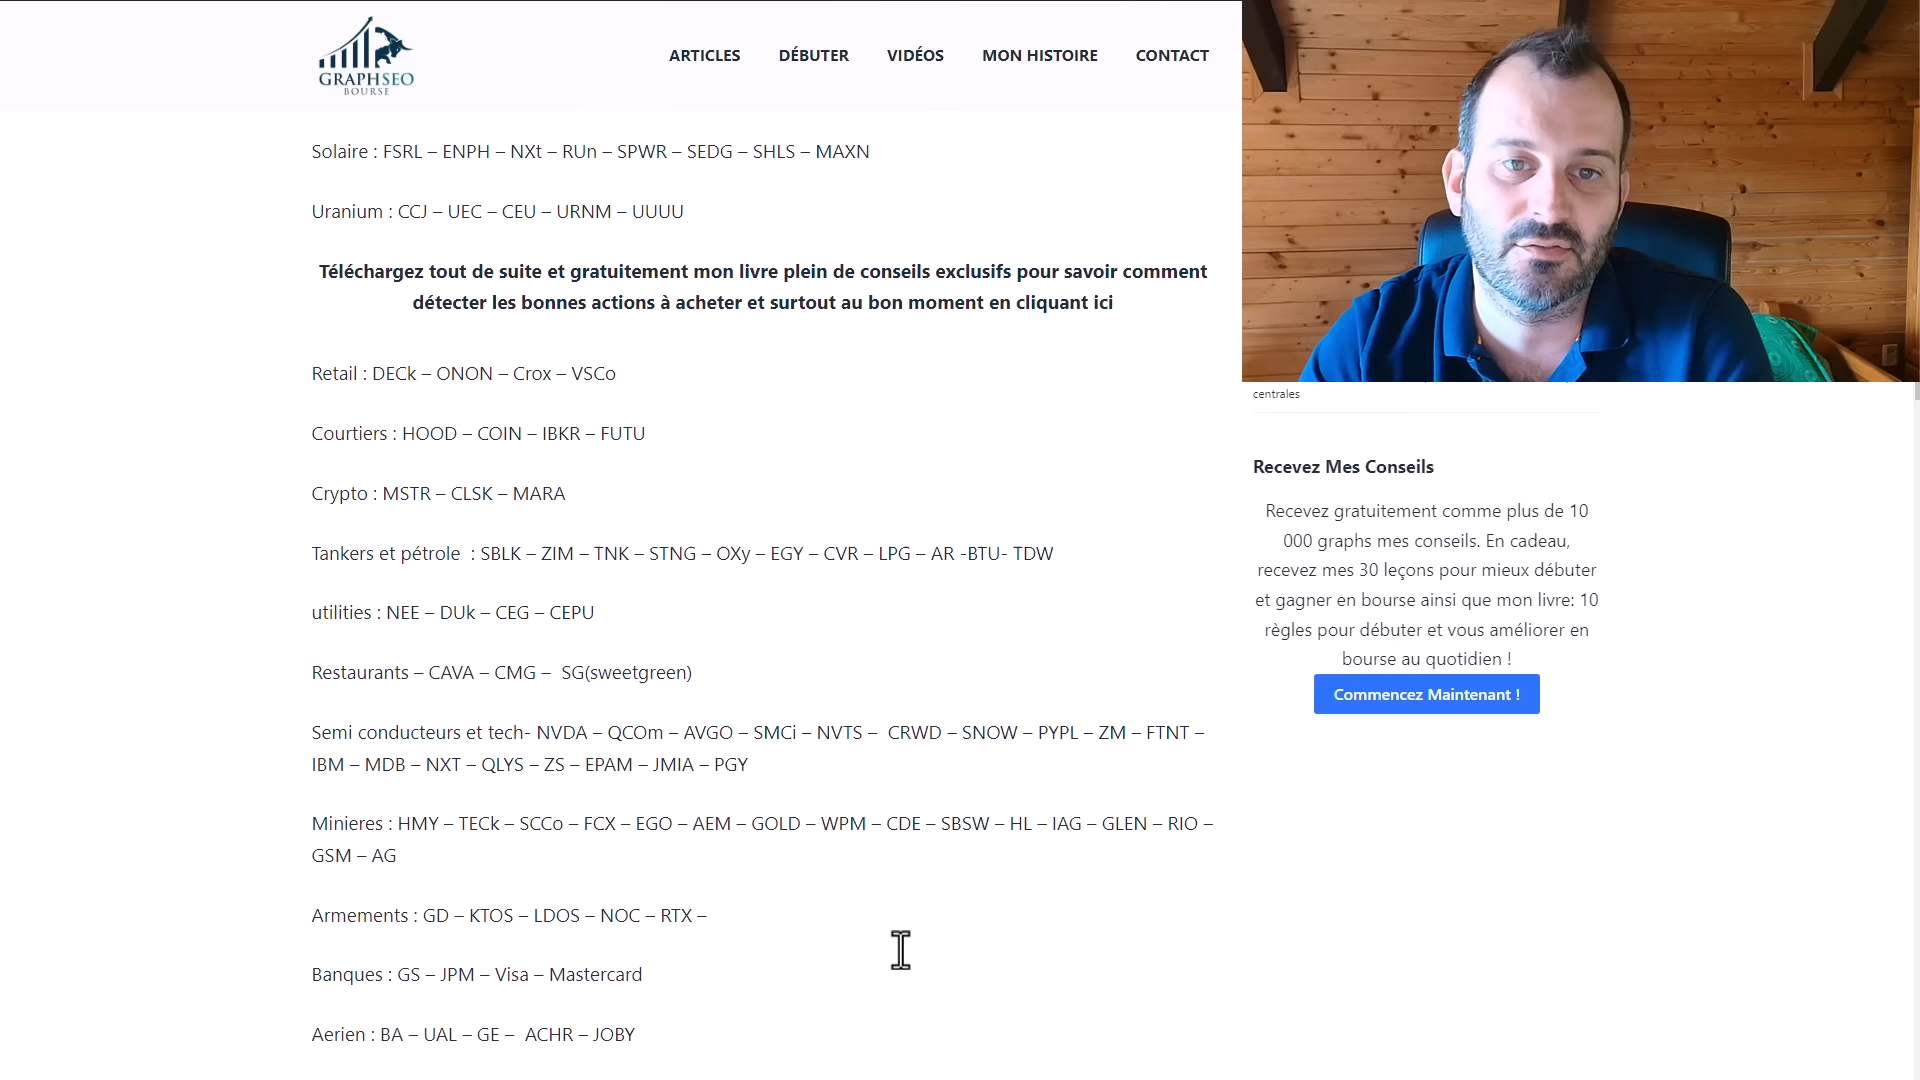 GRAPHSEO
BOURSE
ARTICLES
DÉBUTER
VIDÉOS
MON HISTOIRE
CONTACT
Solaire : FSRL – ENPH – NXt – RUn – SPWR – SEDG – SHLS – MAXN
Uranium : CCJ – UEC – CEU – URNM – UUUU
Téléchargez tout de suite et gratuitement mon livre plein de conseils exclusifs pour savoir comment
détecter les bonnes actions à acheter et surtout au bon moment en cliquant ici
Retail : DECk – ONON – Crox – VSCo
Courtiers : HOOD – COIN – IBKR – FUTU
Crypto : MSTR – CLSK – MARA
Tankers et pétrole  : SBLK – ZIM – TNK – STNG – OXy – EGY – CVR – LPG – AR -BTU- TDW
utilities : NEE – DUk – CEG – CEPU
Restaurants – CAVA – CMG –  SG(sweetgreen)
Semi conducteurs et tech- NVDA – QCOm – AVGO – SMCi – NVTS –  CRWD – SNOW – PYPL – ZM – FTNT –
IBM – MDB – NXT – QLYS – ZS – EPAM – JMIA – PGY
Minieres : HMY – TECk – SCCo – FCX – EGO – AEM – GOLD – WPM – CDE – SBSW – HL – IAG – GLEN – RIO –
GSM – AG
Armements : GD – KTOS – LDOS – NOC – RTX –
Banques : GS – JPM – Visa – Mastercard
Aerien : BA – UAL – GE –  ACHR – JOBY
centrales
Recevez Mes Conseils
Recevez gratuitement comme plus de 10
000 graphs mes conseils. En cadeau,
recevez mes 30 leçons pour mieux débuter
et gagner en bourse ainsi que mon livre: 10
règles pour débuter et vous améliorer en
bourse au quotidien !
Commencez Maintenant !